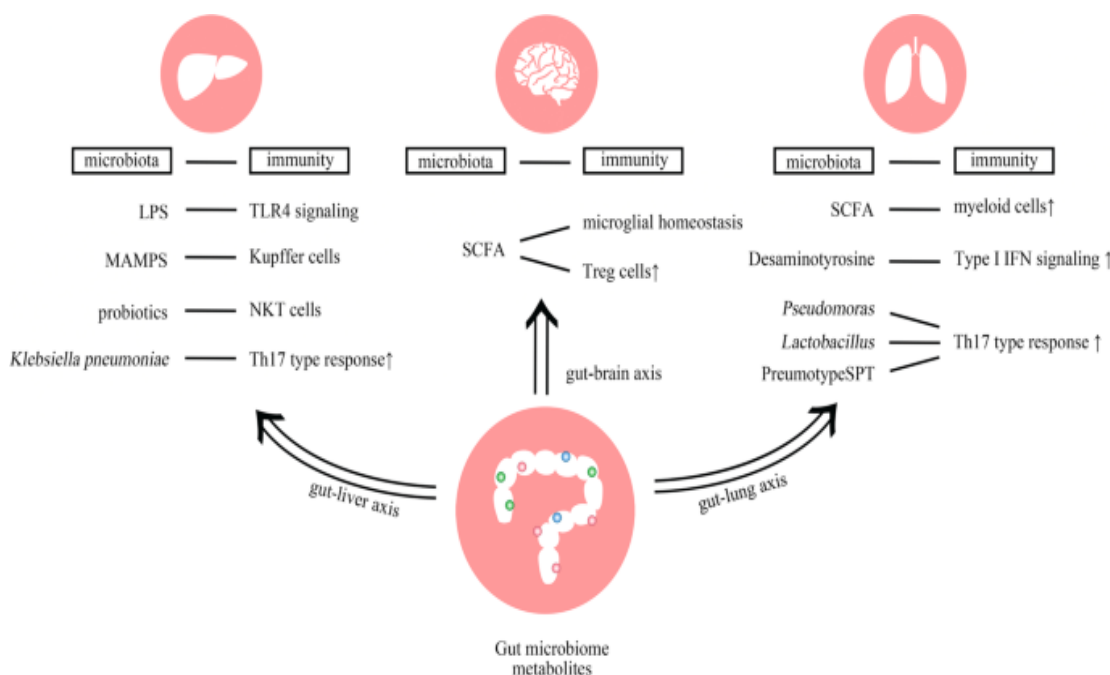 microbiota
immunity
LPS
TLR4 signaling
MAMPS
Kupffer cells
probiotics
NKT cells
Klebsiella pneumoniae
Th17 type response↑
gut-liver axis
microbiota
immunity
SCFA
microglial homeostasis
Treg cells↑
gut-brain axis
microbiota
immunity
SCFA
myeloid cells↑
Desaminotyrosine
Type I IFN signaling ↑
Pseudomoras
Lactobacillus
PreumotypeSPT
Th17 type response ↑
gut-lung axis
Gut microbiome
metabolites